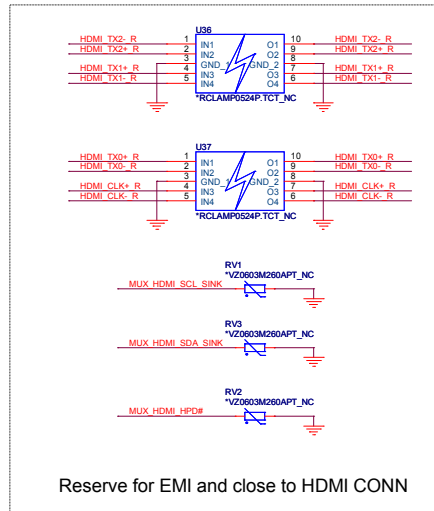 U36
HDMI_TX2-_R 1 IN1 O1 10 HDMI_TX2-_R
HDMI_TX2+_R 2 IN2 O2 9 HDMI_TX2+_R
3 GND_1 GND_2 8
HDMI_TX1+_R 4 IN3 O3 7 HDMI_TX1+_R
HDMI_TX1-_R 5 IN4 O4 6 HDMI_TX1-_R
*RCLAMP0524P.TCT_NC
U37
HDMI_TX0+_R 1 IN1 O1 10 HDMI_TX0+_R
HDMI_TX0-_R 2 IN2 O2 9 HDMI_TX0-_R
3 GND_1 GND_2 8
HDMI_CLK+_R 4 IN3 O3 7 HDMI_CLK+_R
HDMI_CLK-_R 5 IN4 O4 6 HDMI_CLK-_R
*RCLAMP0524P.TCT_NC
RV1
*VZ0603M260APT_NC
MUX_HDMI_SCL_SINK
RV3
*VZ0603M260APT_NC
MUX_HDMI_SDA_SINK
RV2
*VZ0603M260APT_NC
MUX_HDMI_HPD#
Reserve for EMI and close to HDMI CONN